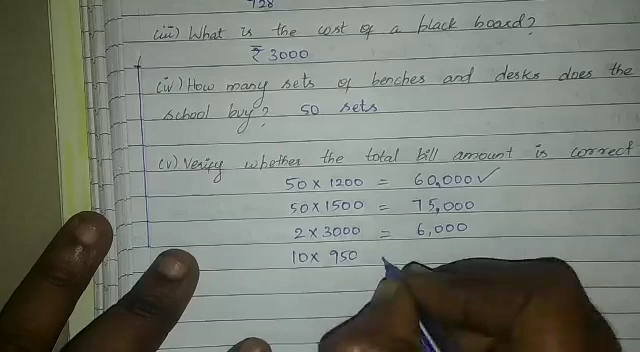 728
(iii) What is the cost of a black board?
₹ 3000
(iv) How many sets of benches and desks does the
school buy? 50 sets
(v) Verify whether the total bill amount is correct
50 x 1200 = 60,000 ✓
50 x 1500 = 75,000
2 x 3000 = 6,000
10 x 950